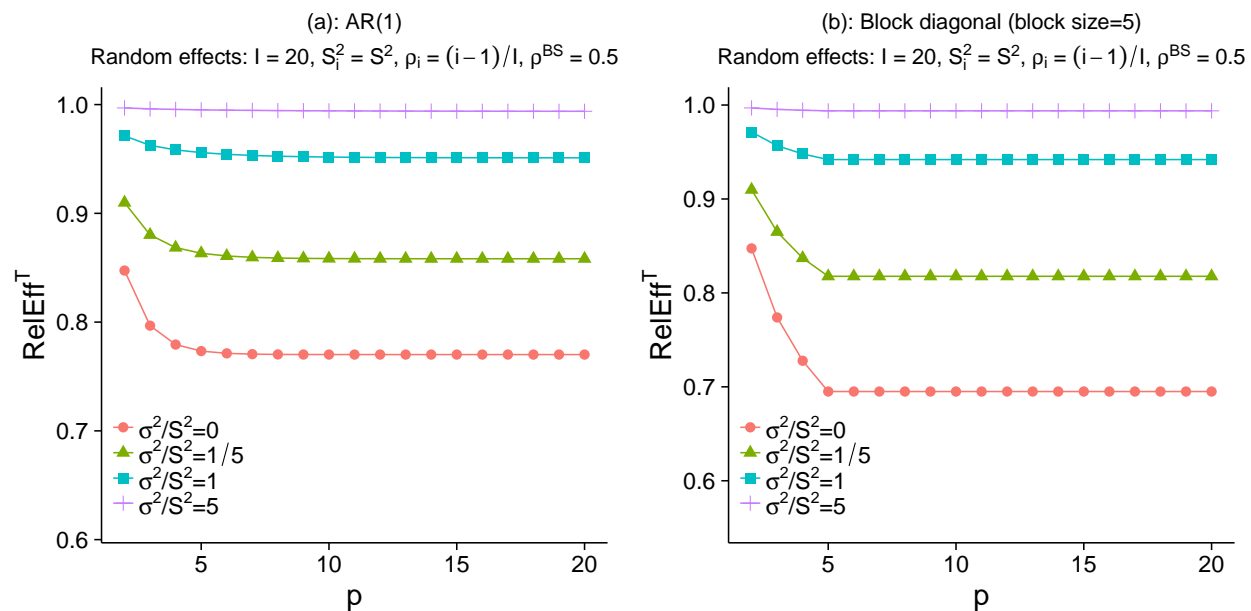 (a): AR(1)
Random effects: I = 20, S_i^2 = S^2, ρ_i = (i−1)/I, ρ^BS = 0.5
1.0
0.9
0.8
0.7
0.6
RelEff^T
σ^2/S^2=0
σ^2/S^2=1/5
σ^2/S^2=1
σ^2/S^2=5
5
10
15
20
p
(b): Block diagonal (block size=5)
Random effects: I = 20, S_i^2 = S^2, ρ_i = (i−1)/I, ρ^BS = 0.5
1.0
0.9
0.8
0.7
0.6
RelEff^T
σ^2/S^2=0
σ^2/S^2=1/5
σ^2/S^2=1
σ^2/S^2=5
5
10
15
20
p